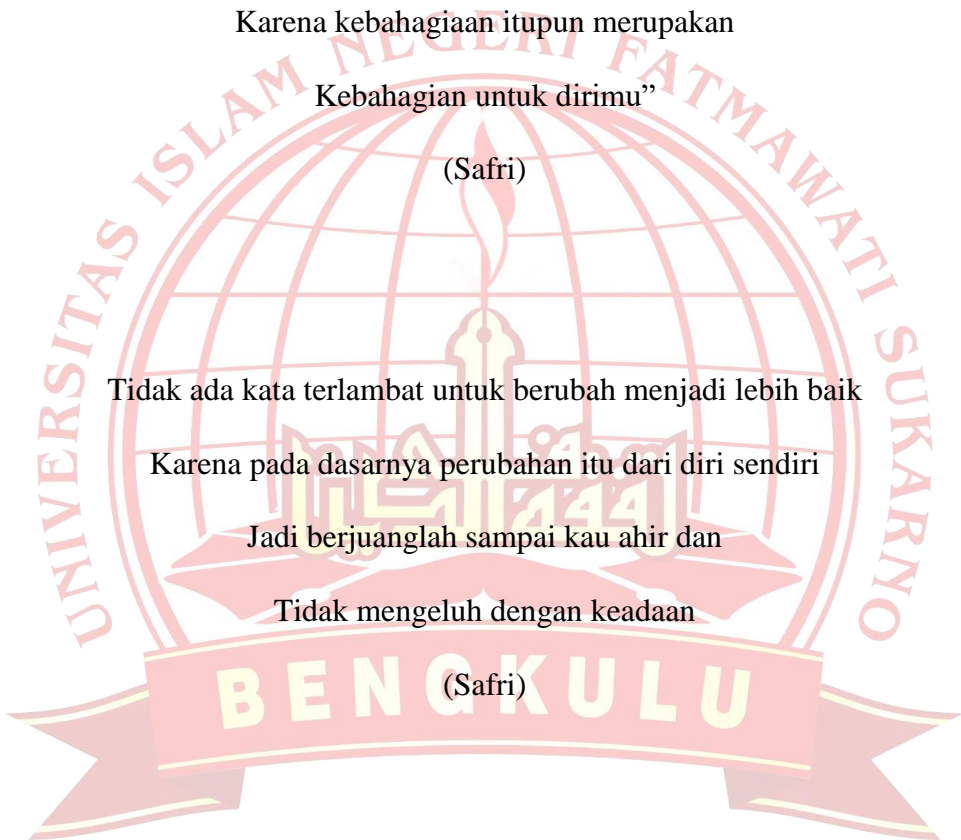 Karena kebahagiaan itupun merupakan
Kebahagian untuk dirimu”
(Safri)
UNIVERSITAS ISLAM NEGERI FATMAWATI SUKARNO
Tidak ada kata terlambat untuk berubah menjadi lebih baik
Karena pada dasarnya perubahan itu dari diri sendiri
Jadi berjuanglah sampai kau ahir dan
Tidak mengeluh dengan keadaan
(Safri)
BENGKULU